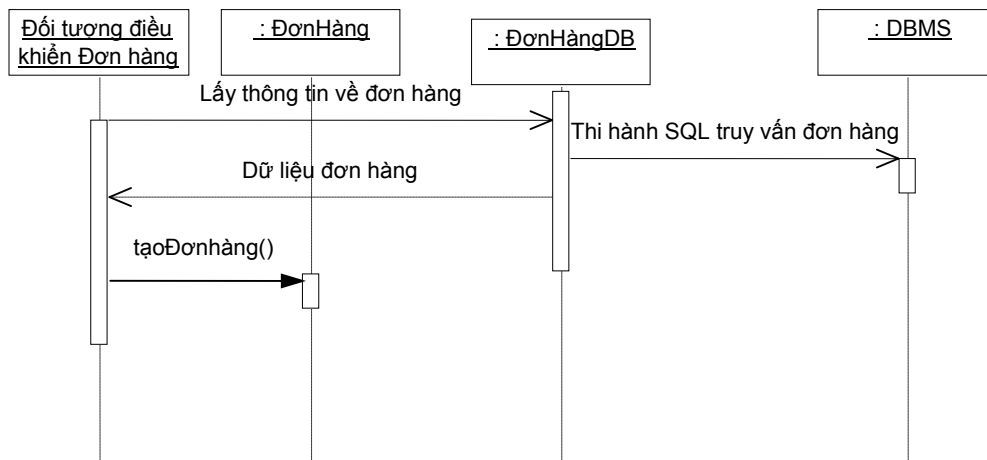 Đối tượng điều
khiển Đơn hàng
: ĐơnHàng
: ĐơnHàngDB
: DBMS
Lấy thông tin về đơn hàng
Thi hành SQL truy vấn đơn hàng
Dữ liệu đơn hàng
tạoĐơnhàng()